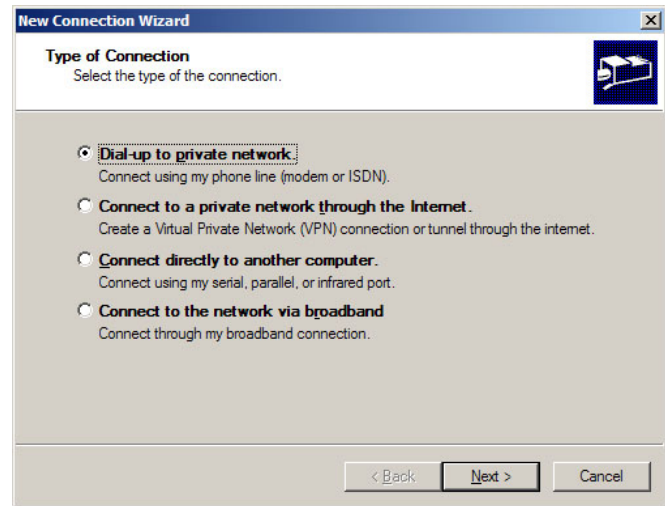 New Connection Wizard
Type of Connection
Select the type of the connection.
Dial-up to private network.
Connect using my phone line (modem or ISDN).
Connect to a private network through the Internet.
Create a Virtual Private Network (VPN) connection or tunnel through the internet.
Connect directly to another computer.
Connect using my serial, parallel, or infrared port.
Connect to the network via broadband
Connect through my broadband connection.
< Back Next > Cancel